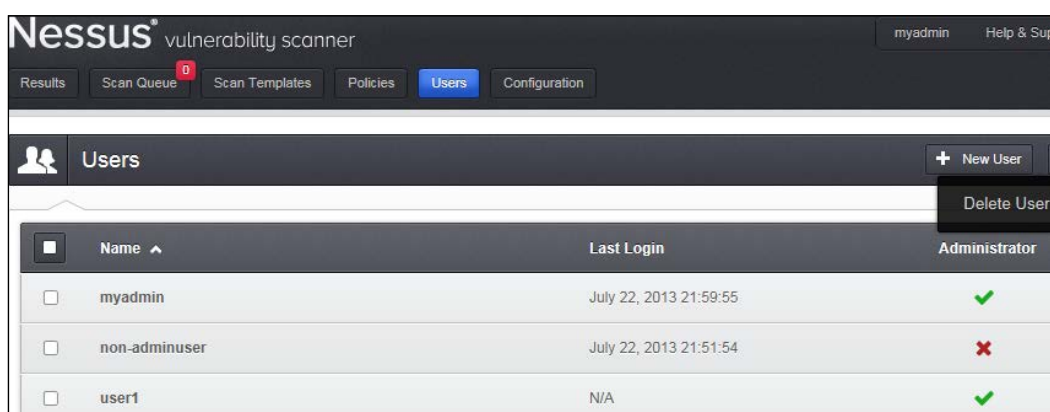 Nessus® vulnerability scanner
myadmin Help & Sup
Results Scan Queue 0 Scan Templates Policies Users Configuration
Users
+ New User
Delete User
Name Last Login Administrator
myadmin July 22, 2013 21:59:55
non-adminuser July 22, 2013 21:51:54
user1 N/A